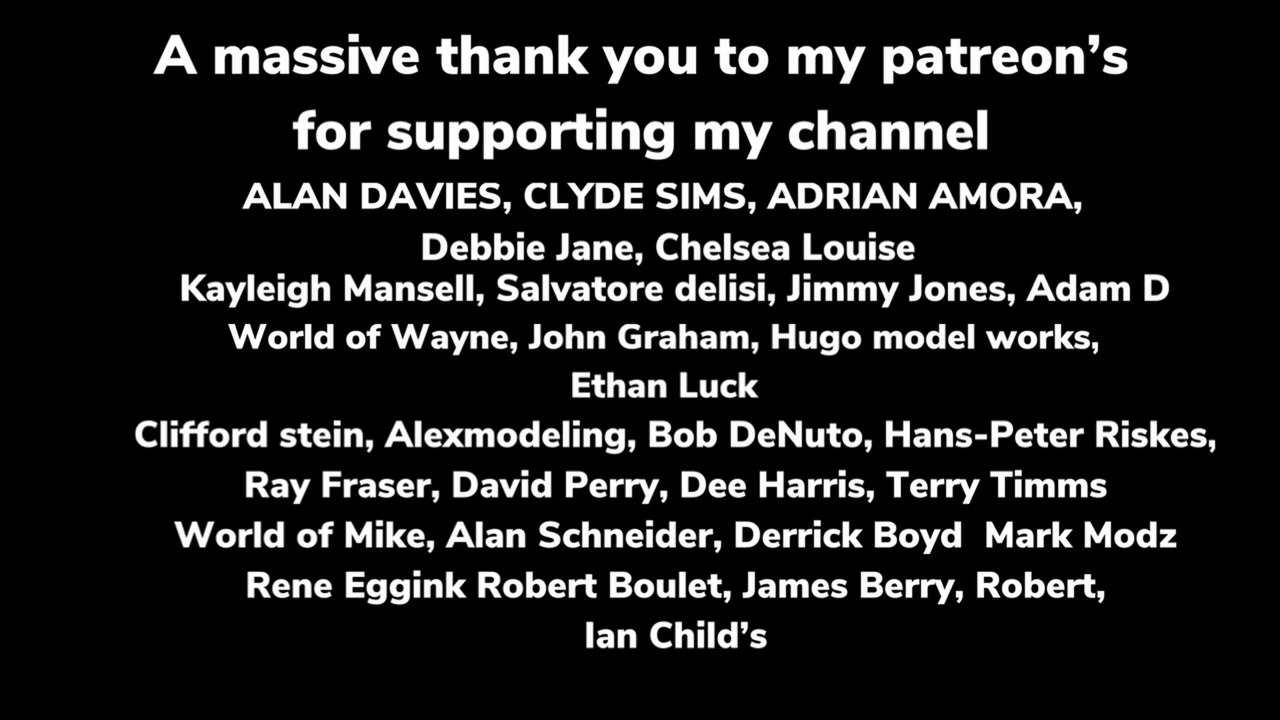 A massive thank you to my patreon’s
for supporting my channel
ALAN DAVIES, CLYDE SIMS, ADRIAN AMORA,
Debbie Jane, Chelsea Louise
Kayleigh Mansell, Salvatore delisi, Jimmy Jones, Adam D
World of Wayne, John Graham, Hugo model works,
Ethan Luck
Clifford stein, Alexmodeling, Bob DeNuto, Hans-Peter Riskes,
Ray Fraser, David Perry, Dee Harris, Terry Timms
World of Mike, Alan Schneider, Derrick Boyd  Mark Modz
Rene Eggink Robert Boulet, James Berry, Robert,
Ian Child’s